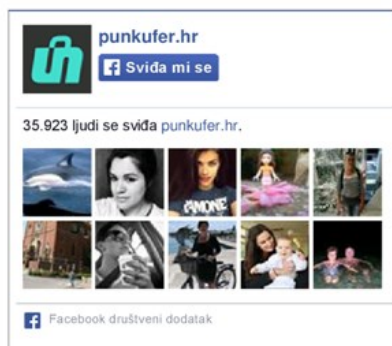 punkufer.hr
Sviđa mi se
35.923 ljudi se sviđa punkufer.hr.
Facebook društveni dodatak